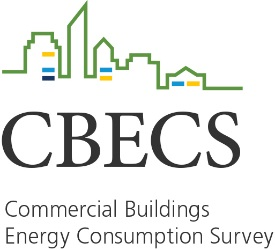 CBECS
Commercial Buildings
Energy Consumption Survey